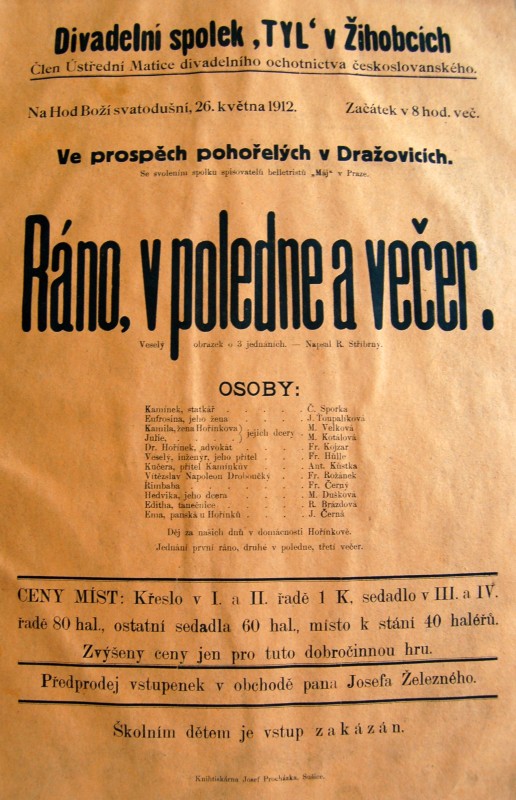 Divadelní spolek ‚TYL‘ v Žihobcích
Člen Ústřední Matice divadelního ochotnictva československého.
Na Hod Boží svatodušní, 26. května 1912. Začátek v 8 hod. več.
Ve prospěch pohořelých v Dražovicích.
Se svolením spolku spisovatelů belletristů „Máj“ v Praze.
Ráno, v poledne a večer.
Veselý obrázek o 3 jednáních. — Napsal R. Stříbrný.
OSOBY:
Kamínek, statkář . . . . . Č. Sporka
Eufrosina, jeho žena . . . . . J. Toupalíková
Kamila, žena Hořínkova } jejich dcery . . M. Velková
Julie, . . . . . M. Kotálová
Dr. Hořínek, advokát . . . . . Fr. Kojzar
Veselý, inženýr, jeho přítel . . . . Fr. Hülle
Kučera, přítel Kamínkův . . . . Ant. Kůstka
Vítězslav Napoleon Droboučký . . . Fr. Rožánek
Rimbaba . . . . . . Fr. Černý
Hedvika, jeho dcera . . . . . M. Dušková
Editha, tanečnice . . . . . R. Brázdová
Ema, panská u Hořínků . . . . J. Černá
Děj za našich dnů v domácnosti Hořínkově.
Jednání první ráno, druhé v poledne, třetí večer.
CENY MÍST: Křeslo v I. a II. řadě 1 K, sedadlo v III. a IV.
řadě 80 hal., ostatní sedadla 60 hal., místo k stání 40 haléřů.
Zvýšeny ceny jen pro tuto dobročinnou hru.
Předprodej vstupenek v obchodě pana Josefa Železného.
Školním dětem je vstup zakázán.
Knihtiskárna Josef Procházka, Sušice.